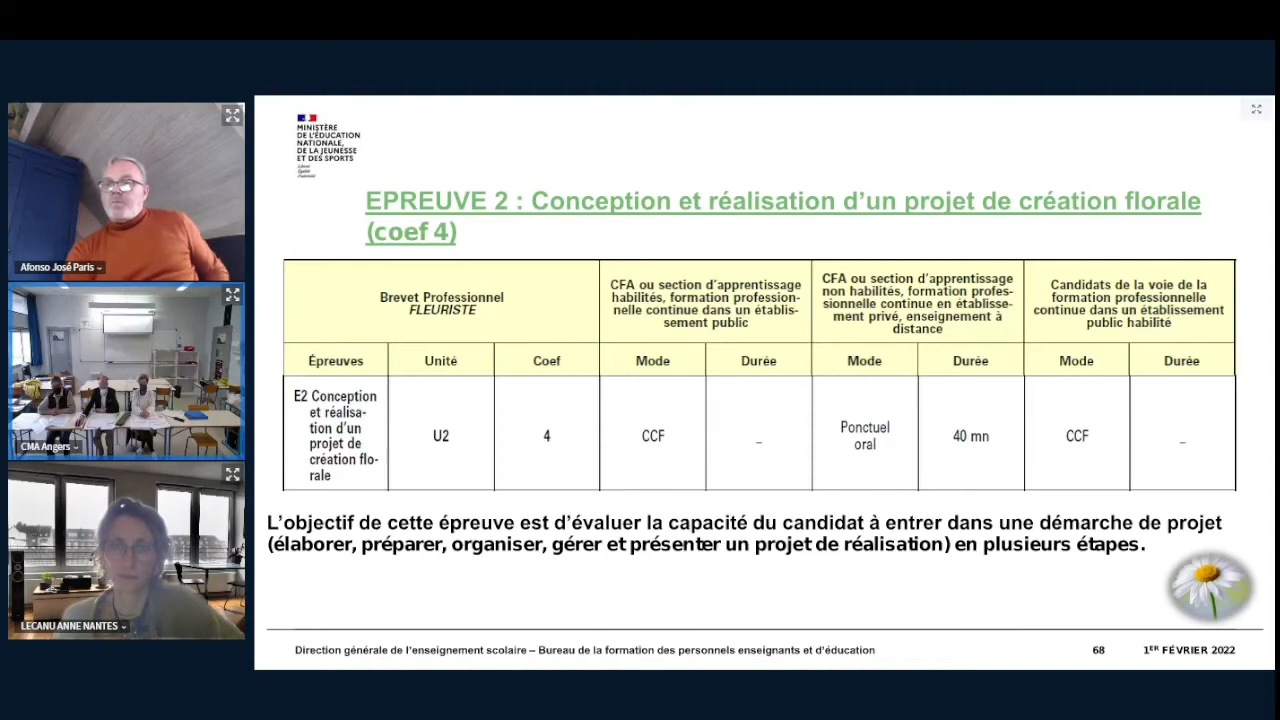 MINISTÈRE
DE L'ÉDUCATION
NATIONALE,
DE LA JEUNESSE
ET DES SPORTS
Liberté
Égalité
Fraternité
EPREUVE 2 : Conception et réalisation d'un projet de création florale
(coef 4)
Brevet Professionnel
FLEURISTE
CFA ou section d'apprentissage
habilités, formation profession-
nelle continue dans un établis-
sement public
CFA ou section d'apprentissage
non habilités, formation profes-
sionnelle continue en établisse-
ment privé, enseignement à
distance
Candidats de la voie de la
formation professionnelle
continue dans un établissement
public habilité
Épreuves Unité Coef Mode Durée Mode Durée Mode Durée
E2 Conception
et réalisa-
tion d'un
projet de
création flo-
rale
U2
4
CCF
–
Ponctuel
oral
40 mn
CCF
–
L'objectif de cette épreuve est d'évaluer la capacité du candidat à entrer dans une démarche de projet
(élaborer, préparer, organiser, gérer et présenter un projet de réalisation) en plusieurs étapes.
Direction générale de l'enseignement scolaire – Bureau de la formation des personnels enseignants et d'éducation
68
1ER FÉVRIER 2022
Afonso José Paris
CMA Angers
LECANU ANNE NANTES